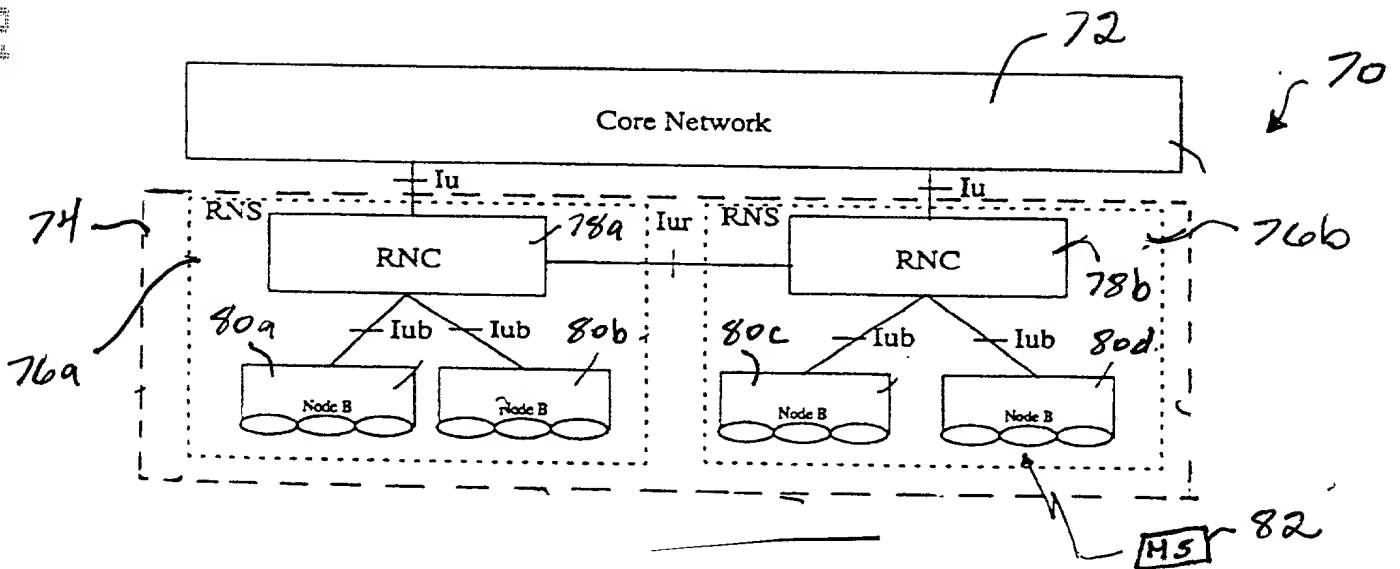 72
70
Core Network
Iu Iu
74 RNS 78a Iur RNS 76b
RNC RNC 78b
80a Iub Iub 80b Iub Iub 80d
80c
76a
Node B Node B Node B Node B
MS 82